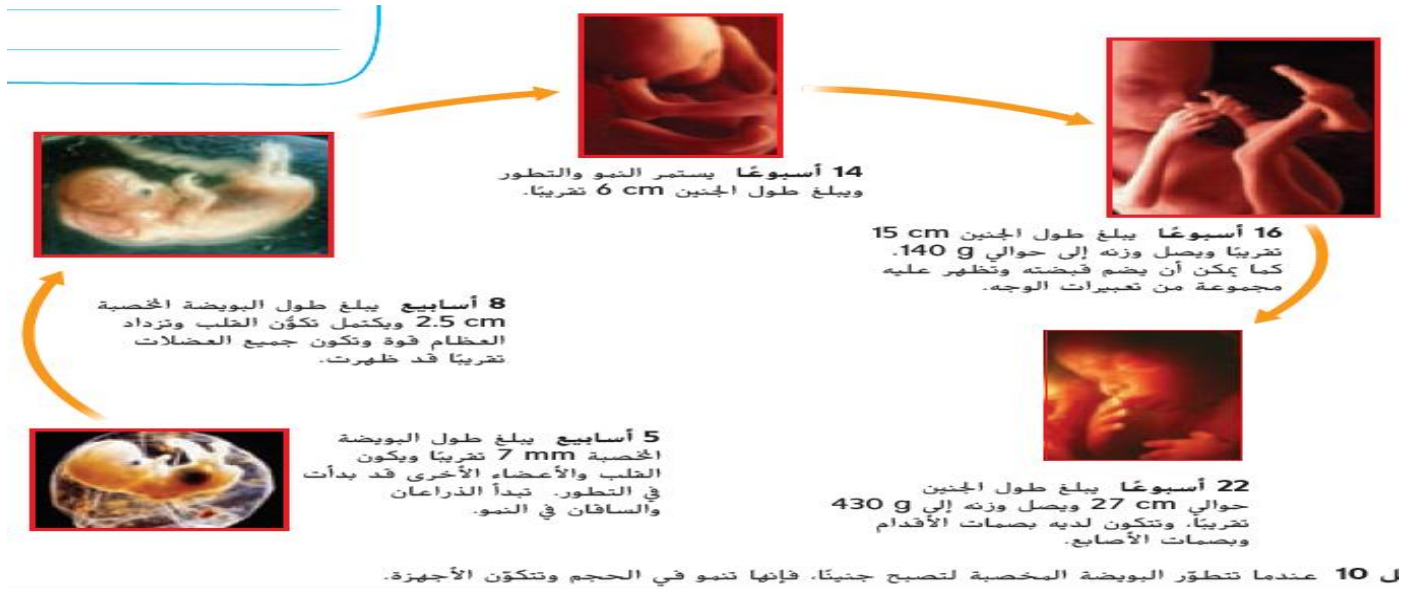 14 أسبوعًا يستمر النمو والتطور
ويبلغ طول الجنين 6 cm تقريبًا.
16 أسبوعًا يبلغ طول الجنين 15 cm
تقريبًا ويصل وزنه إلى حوالي 140 g.
كما يمكن أن يضم قبضته وتظهر عليه
مجموعة من تعبيرات الوجه.
8 أسابيع يبلغ طول البويضة المخصبة
2.5 cm ويكتمل تكوُّن القلب وتزداد
العظام قوة وتكون جميع العضلات
تقريبًا قد ظهرت.
5 أسابيع يبلغ طول البويضة
المخصبة 7 mm تقريبًا ويكون
القلب والأعضاء الأخرى قد بدأت
في التطور. تبدأ الذراعان
والساقان في النمو.
22 أسبوعًا يبلغ طول الجنين
حوالي 27 cm ويصل وزنه إلى 430 g
تقريبًا، وتتكون لديه بصمات الأقدام
وبصمات الأصابع.
ل 10 عندما تتطوّر البويضة المخصبة لتصبح جنينًا، فإنها تنمو في الحجم وتتكوّن الأجهزة.